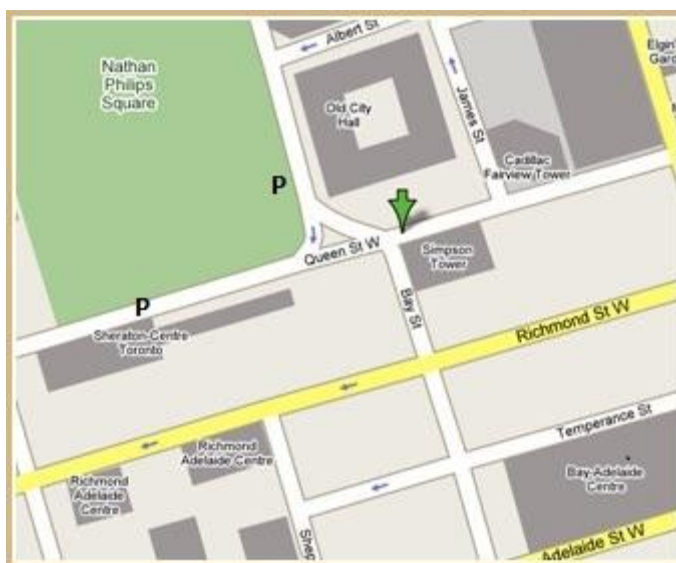 Albert St
Elgin
Gard
Nathan
Philips
Square
James St
Old City
Hall
Cadillac
Fairview Tower
P
Queen St W
Simpson
Tower
P
Bay St
Richmond St W
Sheraton-Centre
Toronto
Temperance St
Richmond
Adelaide Centre
Bay-Adelaide
Centre
Richmond
Adelaide
Centre
Shep
Adelaide St W